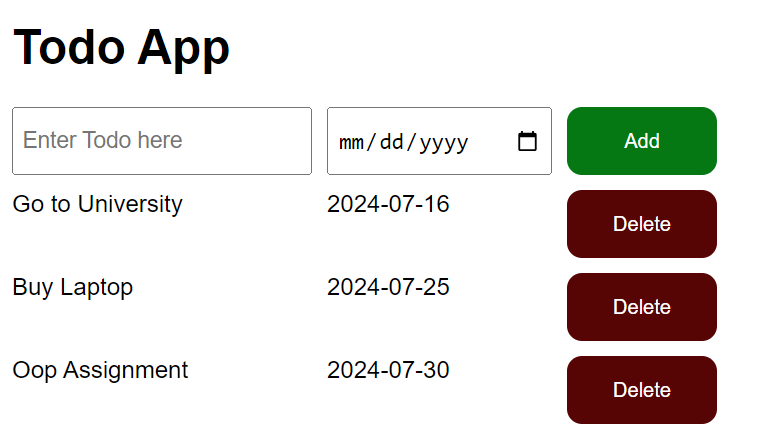 Todo App
Enter Todo here mm/dd/yyyy Add
Go to University 2024-07-16 Delete
Buy Laptop 2024-07-25 Delete
Oop Assignment 2024-07-30 Delete